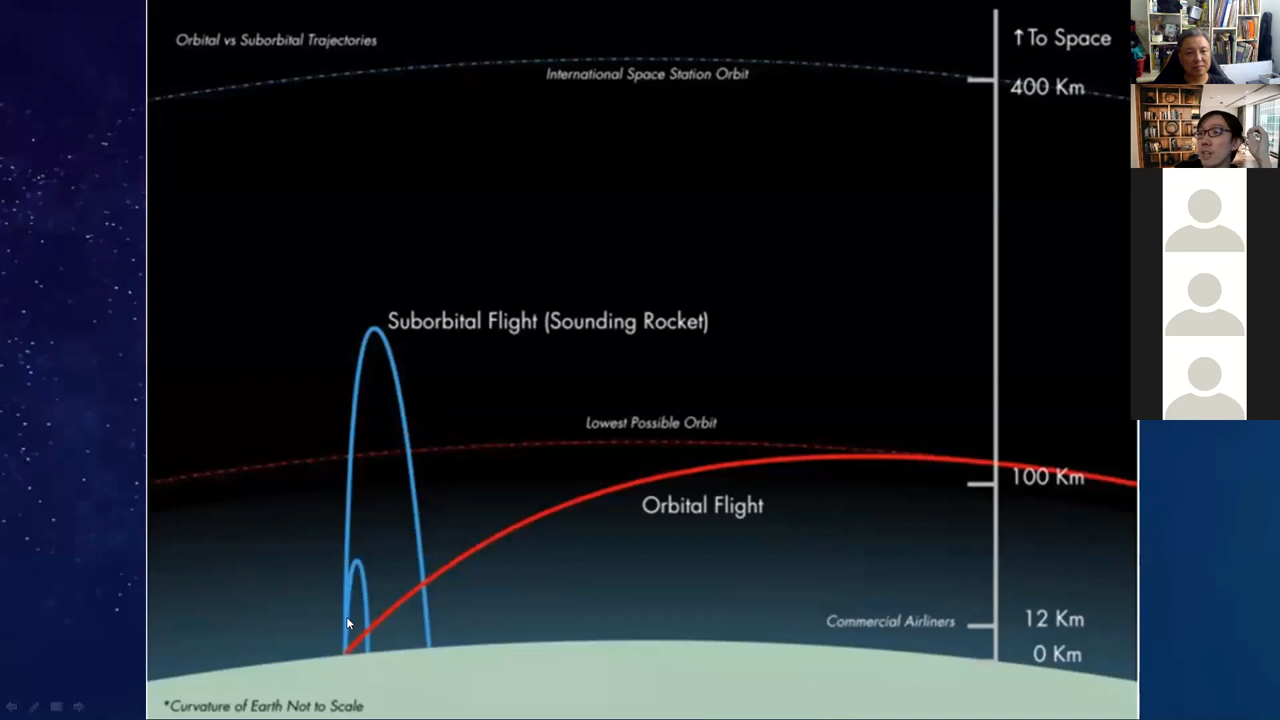 Orbital vs Suborbital Trajectories
↑To Space
International Space Station Orbit
400 Km
Suborbital Flight (Sounding Rocket)
Lowest Possible Orbit
100 Km
Orbital Flight
Commercial Airliners
12 Km
0 Km
*Curvature of Earth Not to Scale